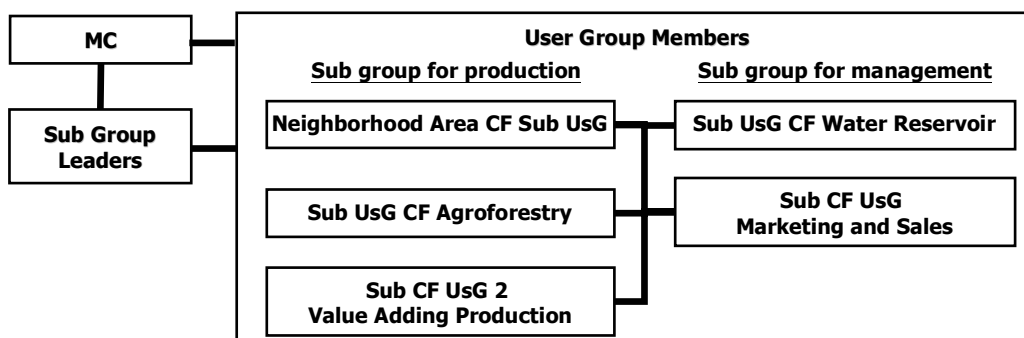 MC
Sub Group
Leaders
User Group Members
Sub group for production
Neighborhood Area CF Sub UsG
Sub UsG CF Agroforestry
Sub CF UsG 2
Value Adding Production
Sub group for management
Sub UsG CF Water Reservoir
Sub CF UsG
Marketing and Sales